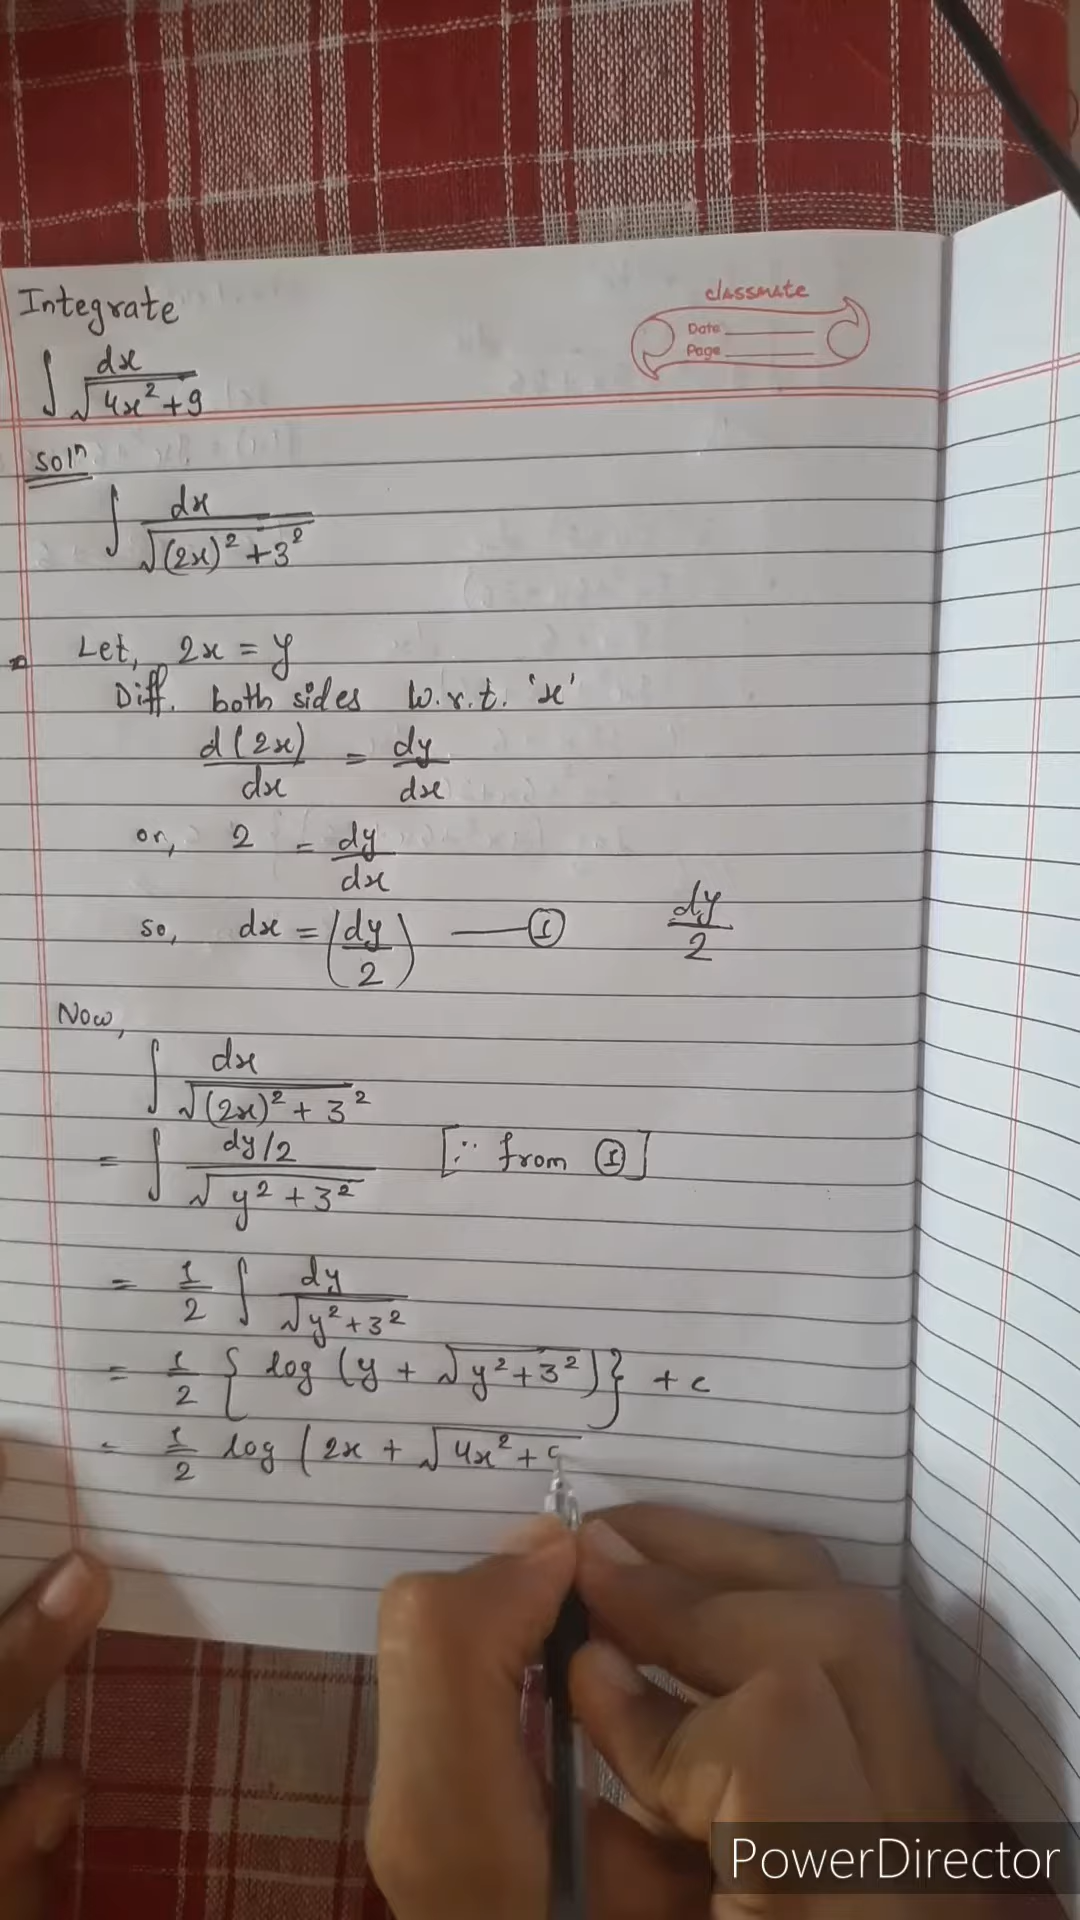 Integrate
classmate
Date
Page
∫ dx / √(4x² + 9)
Solⁿ
∫ dx / √((2x)² + 3²)
Let, 2x = y
Diff. both sides w.r.t. 'x'
d(2x)/dx = dy/dx
or, 2 = dy/dx
so, dx = (dy/2) —— ① dy/2
Now,
∫ dx / √((2x)² + 3²)
= ∫ dy/2 / √(y² + 3²) [∵ from ①]
= 1/2 ∫ dy / √(y² + 3²)
= 1/2 { log (y + √(y² + 3²)) } + c
= 1/2 log (2x + √(4x² +
PowerDirector